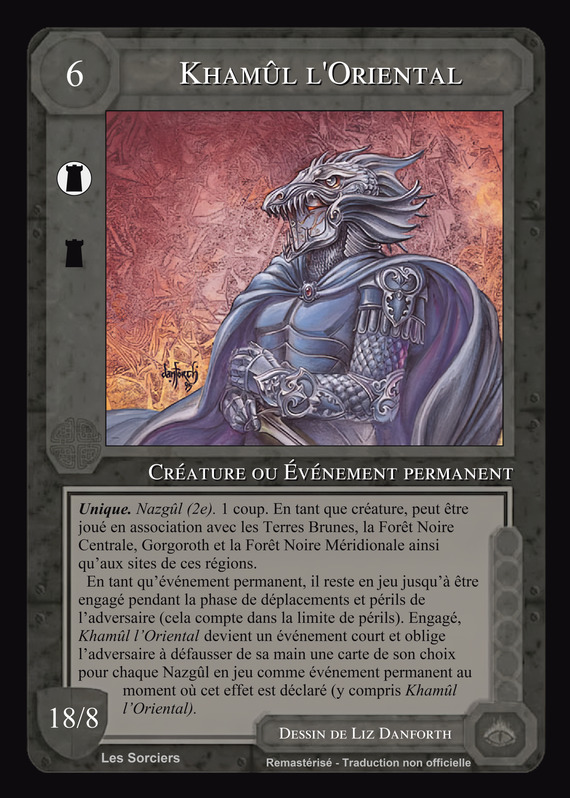 6
Khamûl l'Oriental
danforth
95
Créature ou Événement permanent
Unique. Nazgûl (2e). 1 coup. En tant que créature, peut être
joué en association avec les Terres Brunes, la Forêt Noire
Centrale, Gorgoroth et la Forêt Noire Méridionale ainsi
qu'aux sites de ces régions.
En tant qu'événement permanent, il reste en jeu jusqu'à être
engagé pendant la phase de déplacements et périls de
l'adversaire (cela compte dans la limite de périls). Engagé,
Khamûl l'Oriental devient un événement court et oblige
l'adversaire à défausser de sa main une carte de son choix
pour chaque Nazgûl en jeu comme événement permanent au
moment où cet effet est déclaré (y compris Khamûl
l'Oriental).
18/8
Dessin de Liz Danforth
Les Sorciers
Remastérisé - Traduction non officielle